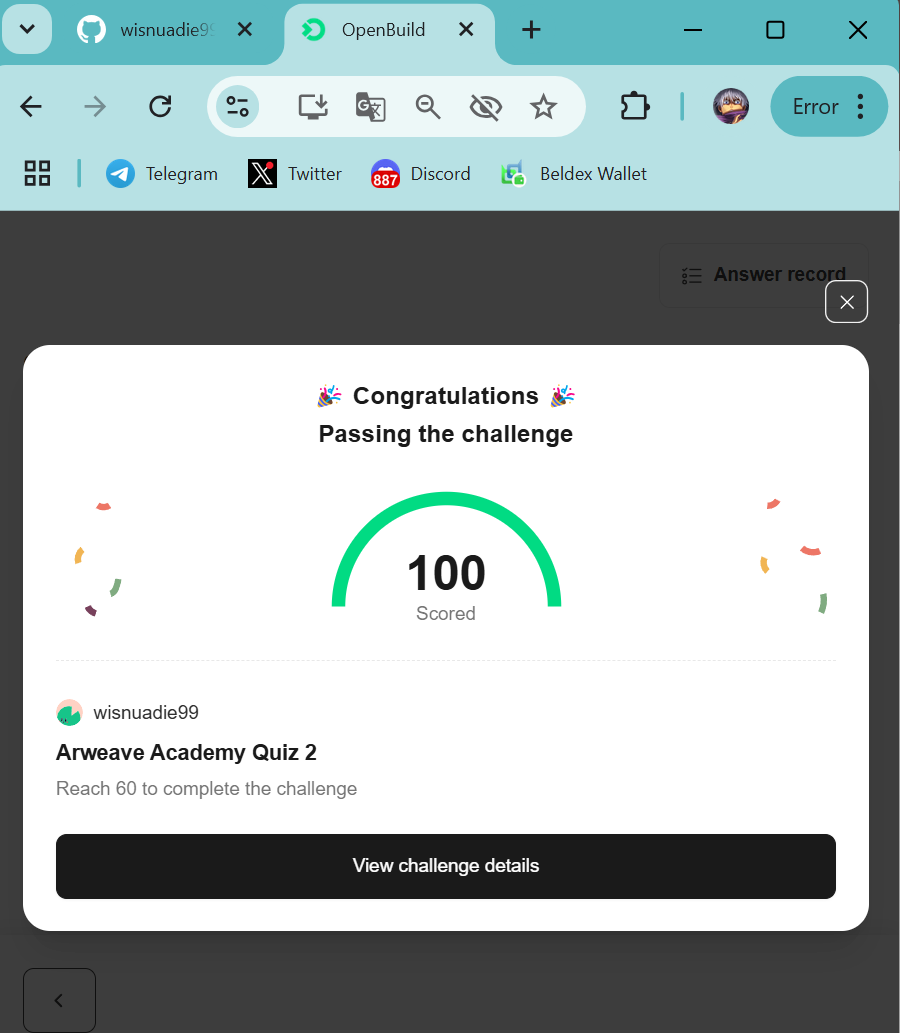 wisnuadie99
OpenBuild
Error
Telegram
Twitter
887
Discord
Beldex Wallet
Answer record
Congratulations
Passing the challenge
100
Scored
wisnuadie99
Arweave Academy Quiz 2
Reach 60 to complete the challenge
View challenge details